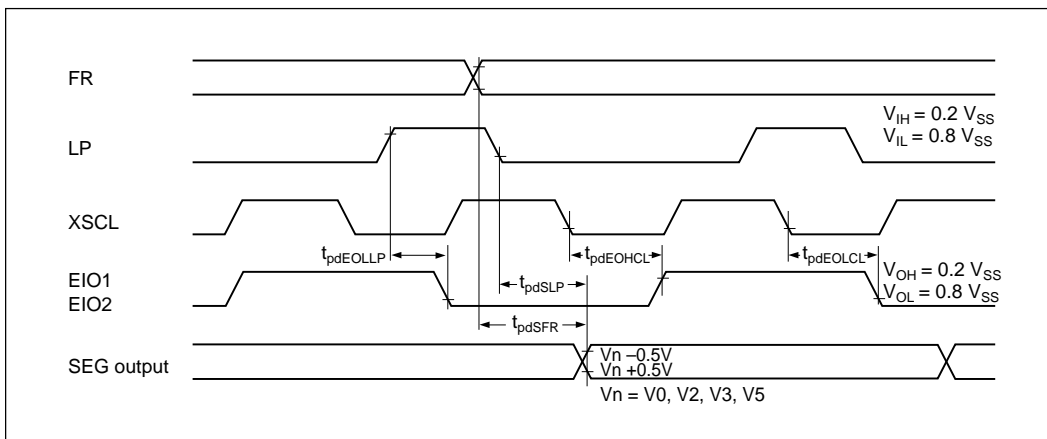 FR
LP
V_IH = 0.2 V_SS
V_IL = 0.8 V_SS
XSCL
t_pdEOLLP
t_pdEOHCL
t_pdEOLCL
EIO1
EIO2
t_pdSLP
V_OH = 0.2 V_SS
V_OL = 0.8 V_SS
t_pdSFR
SEG output
Vn –0.5V
Vn +0.5V
Vn = V0, V2, V3, V5